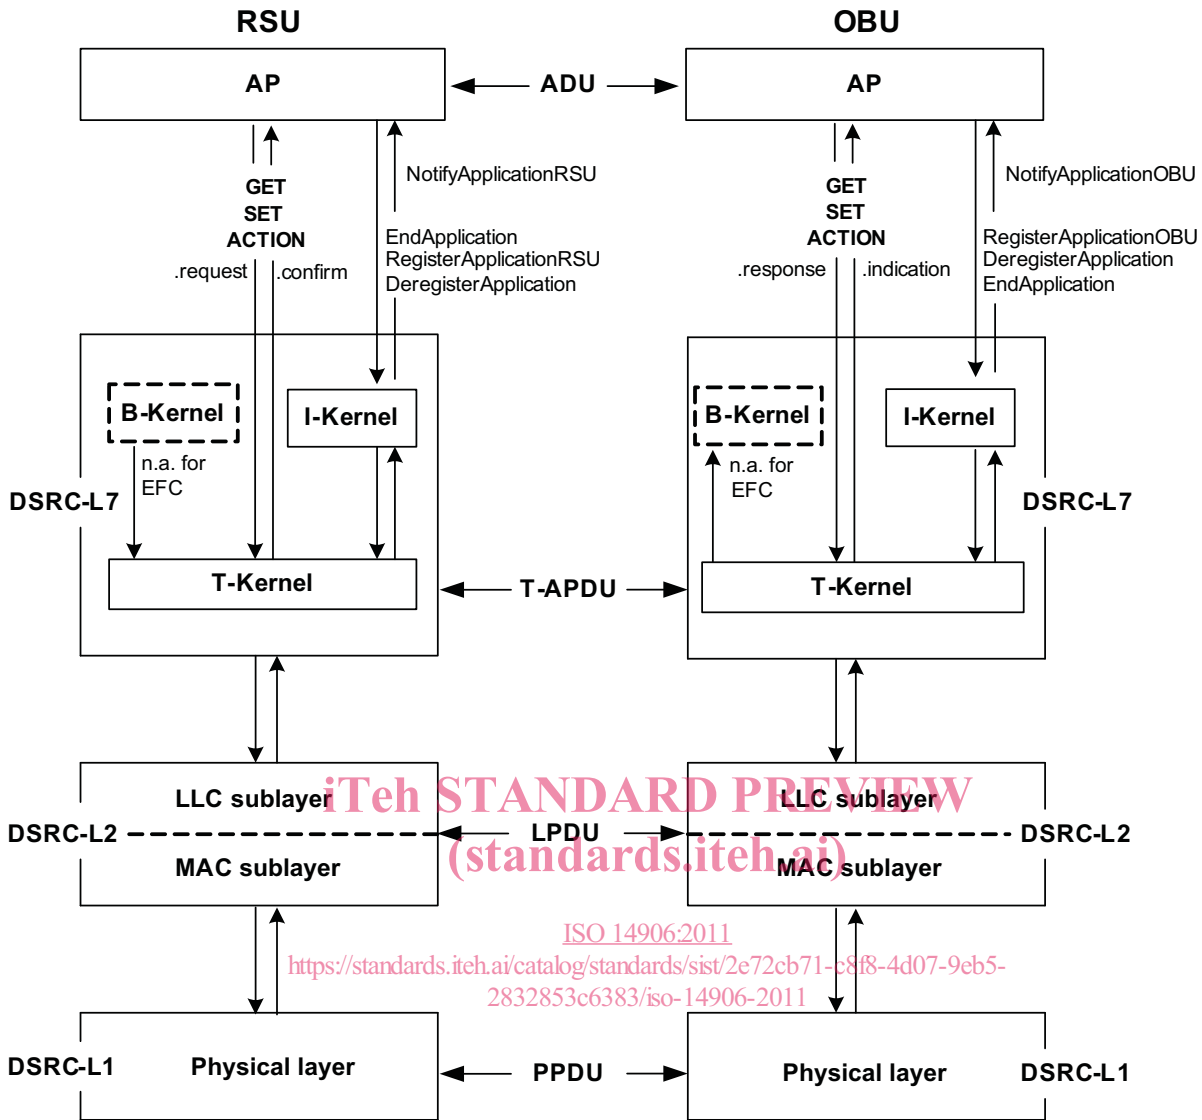 RSU
OBU
AP
ADU
AP
NotifyApplicationRSU
NotifyApplicationOBU
GET
SET
ACTION
GET
SET
ACTION
EndApplication
RegisterApplicationRSU
DeregisterApplication
RegisterApplicationOBU
DeregisterApplication
EndApplication
.request
.confirm
.response
.indication
B-Kernel
I-Kernel
B-Kernel
I-Kernel
n.a. for
EFC
n.a. for
EFC
DSRC-L7
DSRC-L7
T-Kernel
T-APDU
T-Kernel
LLC sublayer
iTeh STANDARD PREVIEW
LLC sublayer
DSRC-L2
LPDU
DSRC-L2
MAC sublayer
(standards.iteh.ai)
MAC sublayer
ISO 14906:2011
https://standards.iteh.ai/catalog/standards/sist/2e72cb71-c8f8-4d07-9eb5-
2832853c6383/iso-14906-2011
DSRC-L1
Physical layer
PPDU
Physical layer
DSRC-L1